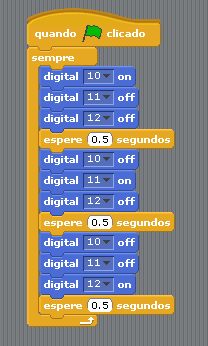 quando clicado
sempre
digital 10 on
digital 11 off
digital 12 off
espere 0.5 segundos
digital 10 off
digital 11 on
digital 12 off
espere 0.5 segundos
digital 10 off
digital 11 off
digital 12 on
espere 0.5 segundos